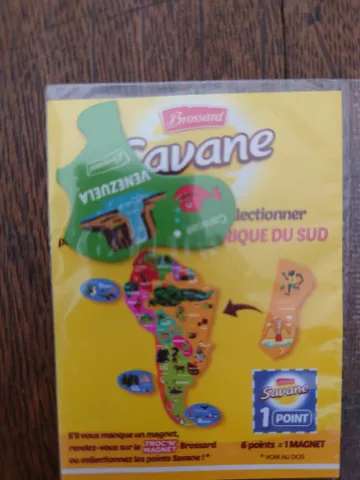 Brossard
Savane
VENEZUELA
Brossard
llectionner
RIQUE DU SUD
Brossard
Savane
1 POINT
S'il vous manque un magnet,
rendez-vous sur le TROC'N' MAGNET Brossard
ou collectionnez les points Savane ! *
6 points = 1 MAGNET
* VOIR AU DOS